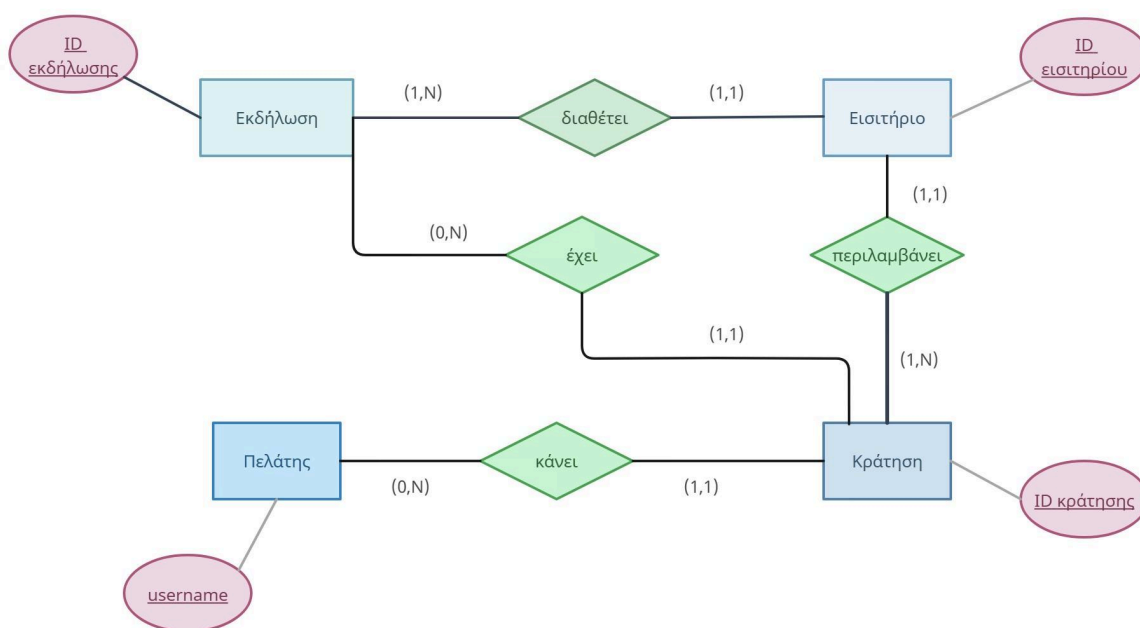 ID
εκδήλωσης
ID
εισιτηρίου
(1,N)
(1,1)
Εκδήλωση
διαθέτει
Εισιτήριο
(1,1)
(0,N)
έχει
περιλαμβάνει
(1,1)
(1,N)
Πελάτης
κάνει
Κράτηση
(0,N)
(1,1)
ID κράτησης
username